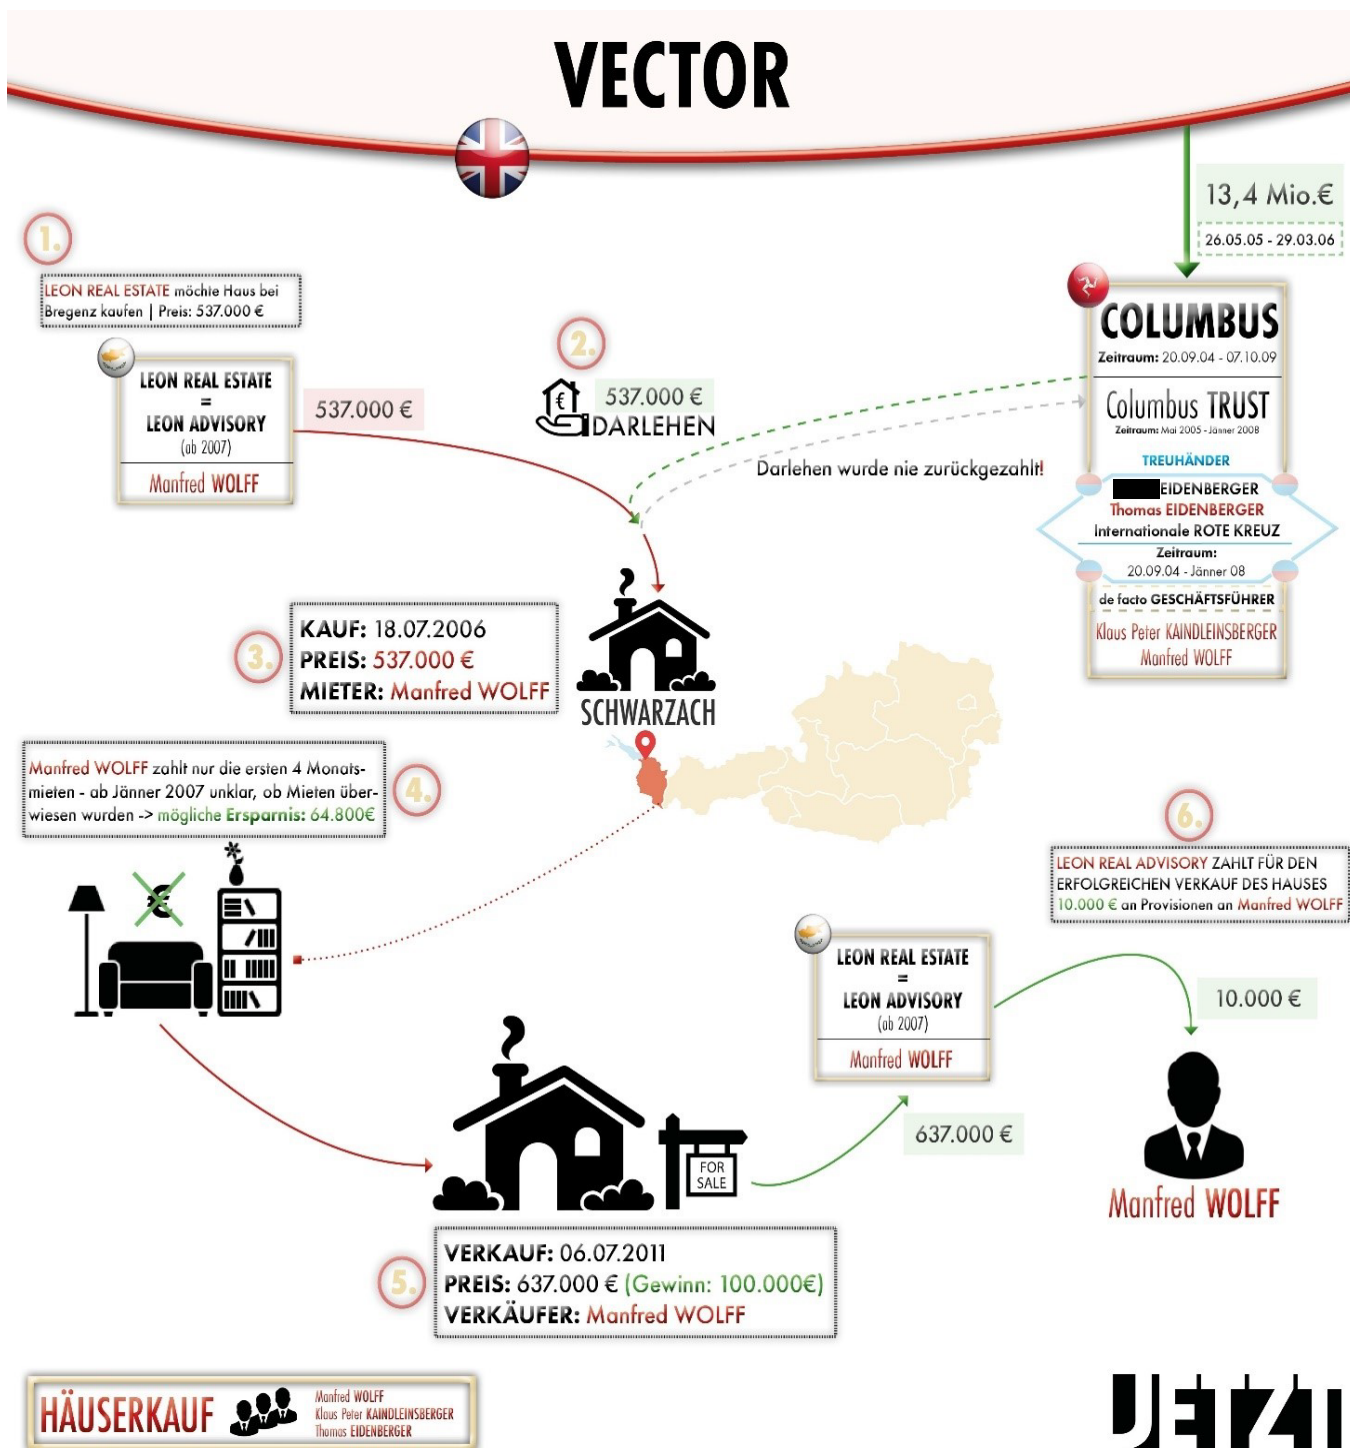 VECTOR
13,4 Mio.€
26.05.05 - 29.03.06
1.
LEON REAL ESTATE möchte Haus bei
Bregenz kaufen | Preis: 537.000 €
LEON REAL ESTATE
=
LEON ADVISORY
(ab 2007)
Manfred WOLFF
537.000 €
2.
€
537.000 €
DARLEHEN
COLUMBUS
Zeitraum: 20.09.04 - 07.10.09
Columbus TRUST
Zeitraum: Mai 2005 - Jänner 2008
TREUHÄNDER
EIDENBERGER
Thomas EIDENBERGER
Internationale ROTE KREUZ
Zeitraum:
20.09.04 - Jänner 08
de facto GESCHÄFTSFÜHRER
Klaus Peter KAINDLEINSBERGER
Manfred WOLFF
Darlehen wurde nie zurückgezahlt!
3.
KAUF: 18.07.2006
PREIS: 537.000 €
MIETER: Manfred WOLFF
SCHWARZACH
Manfred WOLFF zahlt nur die ersten 4 Monats-
mieten - ab Jänner 2007 unklar, ob Mieten über-
wiesen wurden -> mögliche Ersparnis: 64.800€
4.
€
6.
LEON REAL ADVISORY ZAHLT FÜR DEN
ERFOLGREICHEN VERKAUF DES HAUSES
10.000 € an Provisionen an Manfred WOLFF
LEON REAL ESTATE
=
LEON ADVISORY
(ab 2007)
Manfred WOLFF
10.000 €
637.000 €
Manfred WOLFF
FOR
SALE
5.
VERKAUF: 06.07.2011
PREIS: 637.000 € (Gewinn: 100.000€)
VERKÄUFER: Manfred WOLFF
HÄUSERKAUF
Manfred WOLFF
Klaus Peter KAINDLEINSBERGER
Thomas EIDENBERGER
JETZT